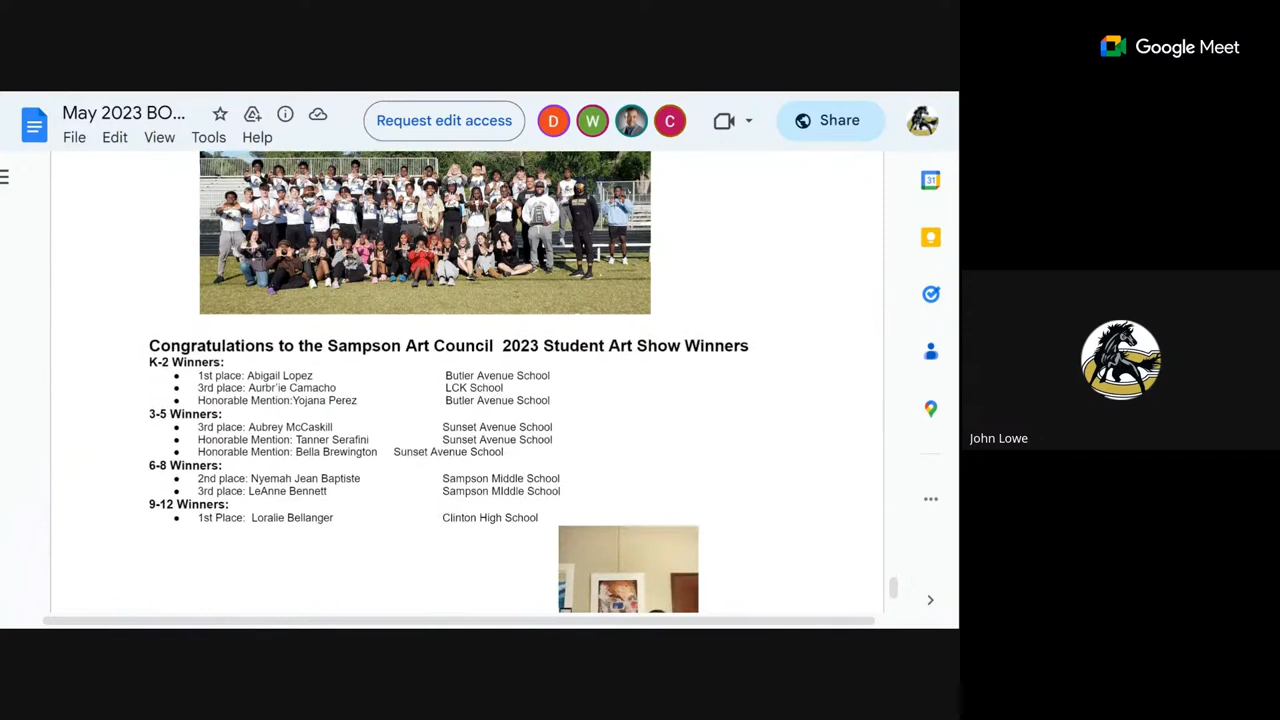 Google Meet
May 2023 BO...
Request edit access
D
W
C
Share
File Edit View Tools Help
31
Congratulations to the Sampson Art Council 2023 Student Art Show Winners
K-2 Winners:
● 1st place: Abigail Lopez Butler Avenue School
● 3rd place: Aurbr'ie Camacho LCK School
● Honorable Mention:Yojana Perez Butler Avenue School
3-5 Winners:
● 3rd place: Aubrey McCaskill Sunset Avenue School
● Honorable Mention: Tanner Serafini Sunset Avenue School
● Honorable Mention: Bella Brewington Sunset Avenue School
6-8 Winners:
● 2nd place: Nyemah Jean Baptiste Sampson Middle School
● 3rd place: LeAnne Bennett Sampson MIddle School
9-12 Winners:
● 1st Place: Loralie Bellanger Clinton High School
John Lowe